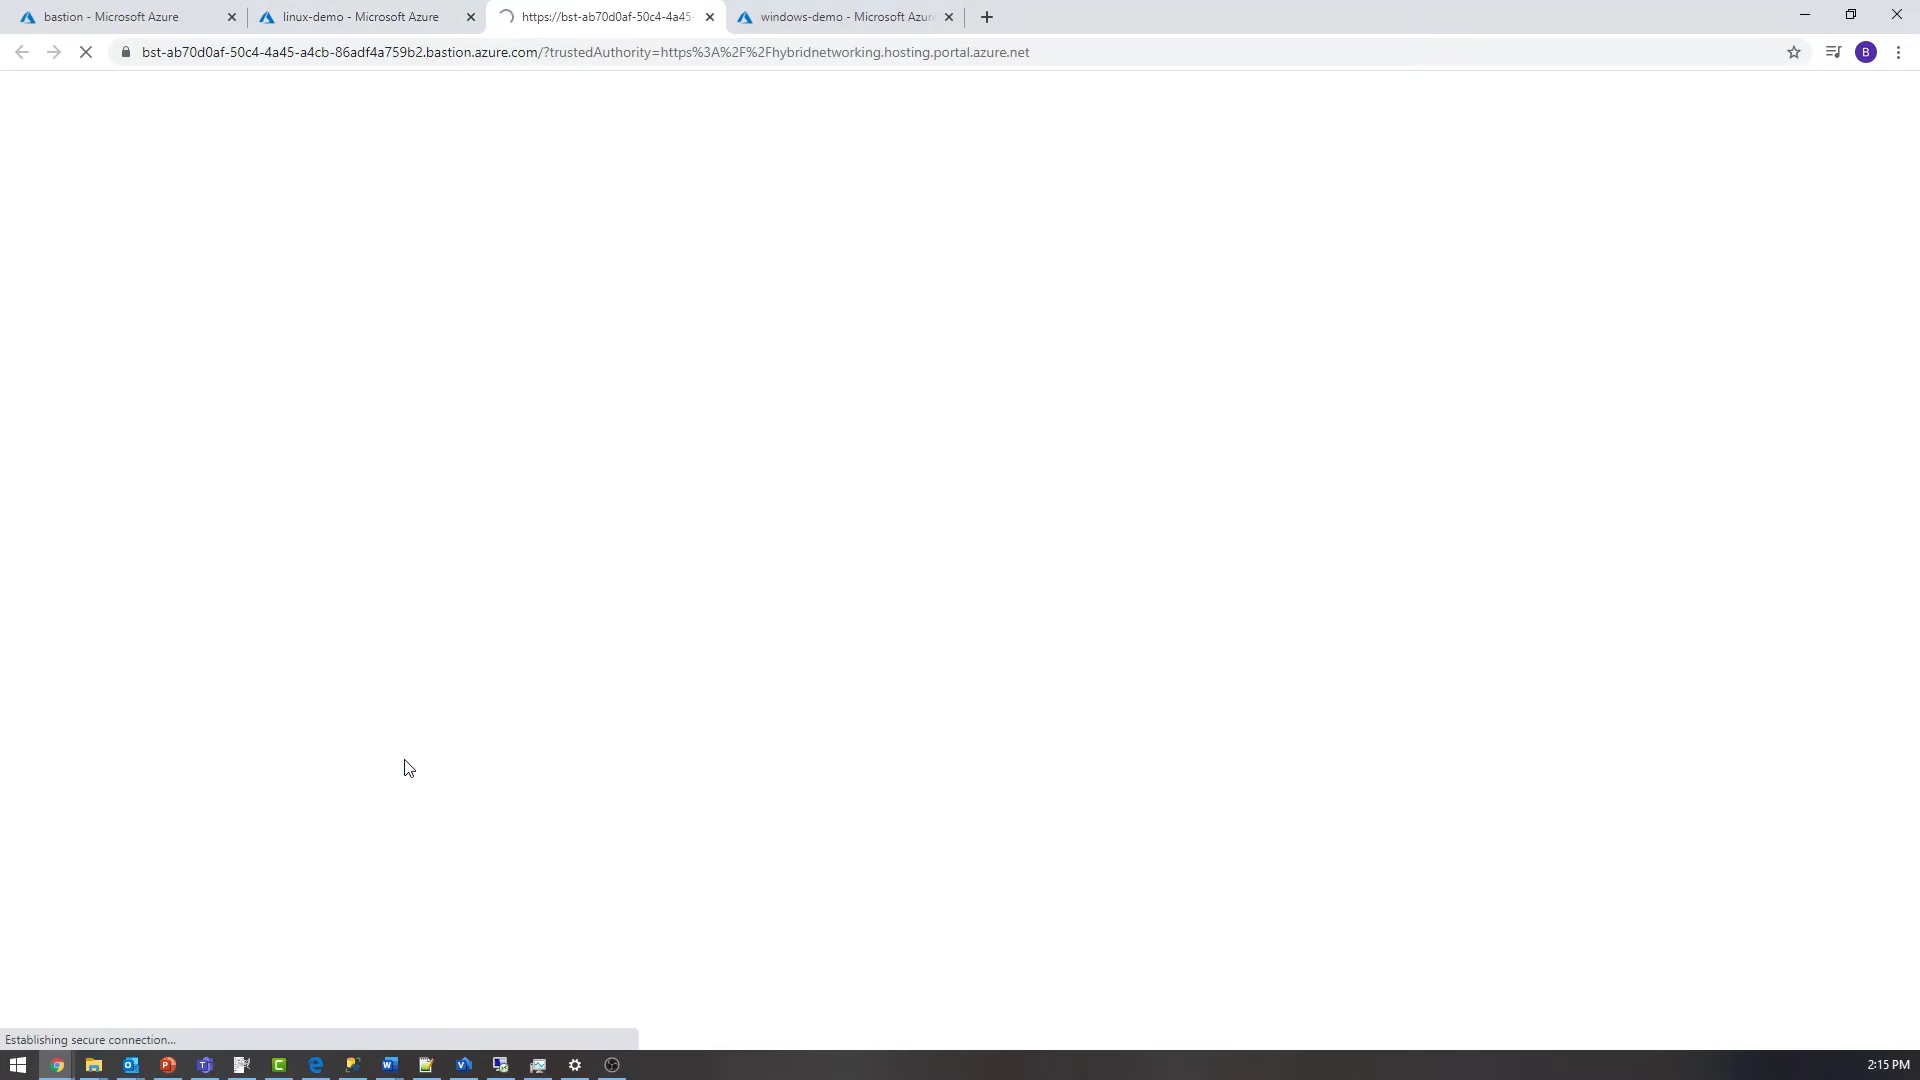 bastion - Microsoft Azure
linux-demo - Microsoft Azure
https://bst-ab70d0af-50c4-4a45-
windows-demo - Microsoft Azur
bst-ab70d0af-50c4-4a45-a4cb-86adf4a759b2.bastion.azure.com/?trustedAuthority=https%3A%2F%2Fhybridnetworking.hosting.portal.azure.net
B
Establishing secure connection...
2:15 PM